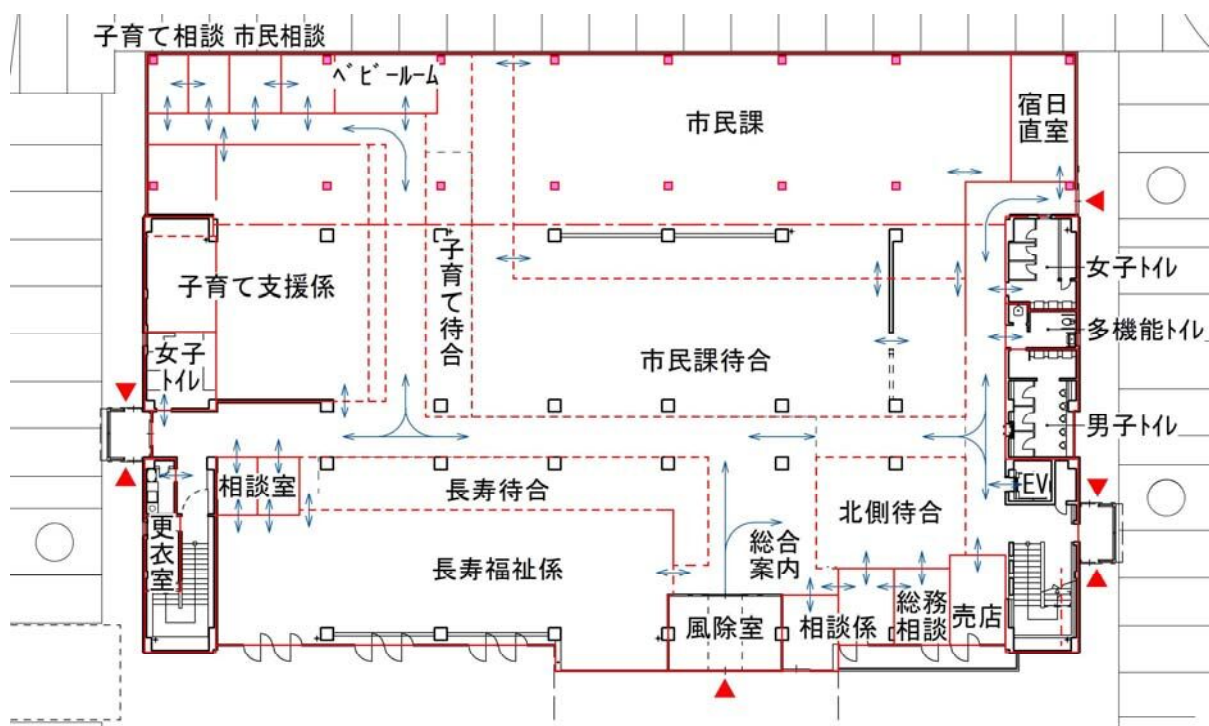 子育て相談 市民相談
ベビールーム
市民課
宿日
直室
子育て支援係
子育て待合
女子トイレ
多機能トイレ
女子
トイレ
市民課待合
男子トイレ
相談室
長寿待合
EV
更衣室
北側待合
長寿福祉係
総合
案内
風除室
相談係
総務
相談
売店